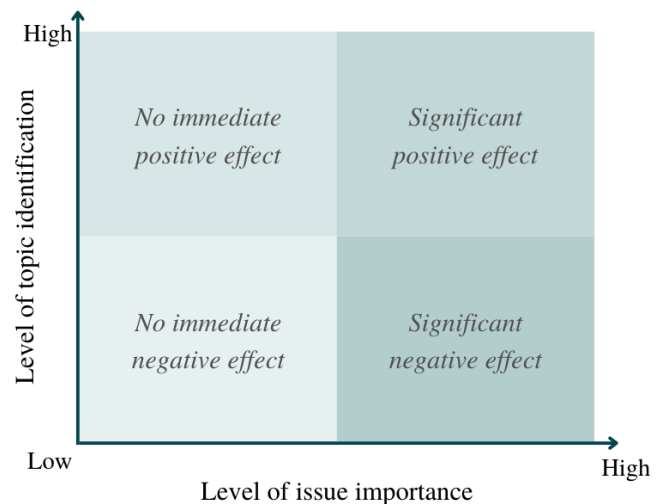 High
Level of topic identification
No immediate
positive effect
Significant
positive effect
No immediate
negative effect
Significant
negative effect
Low
High
Level of issue importance